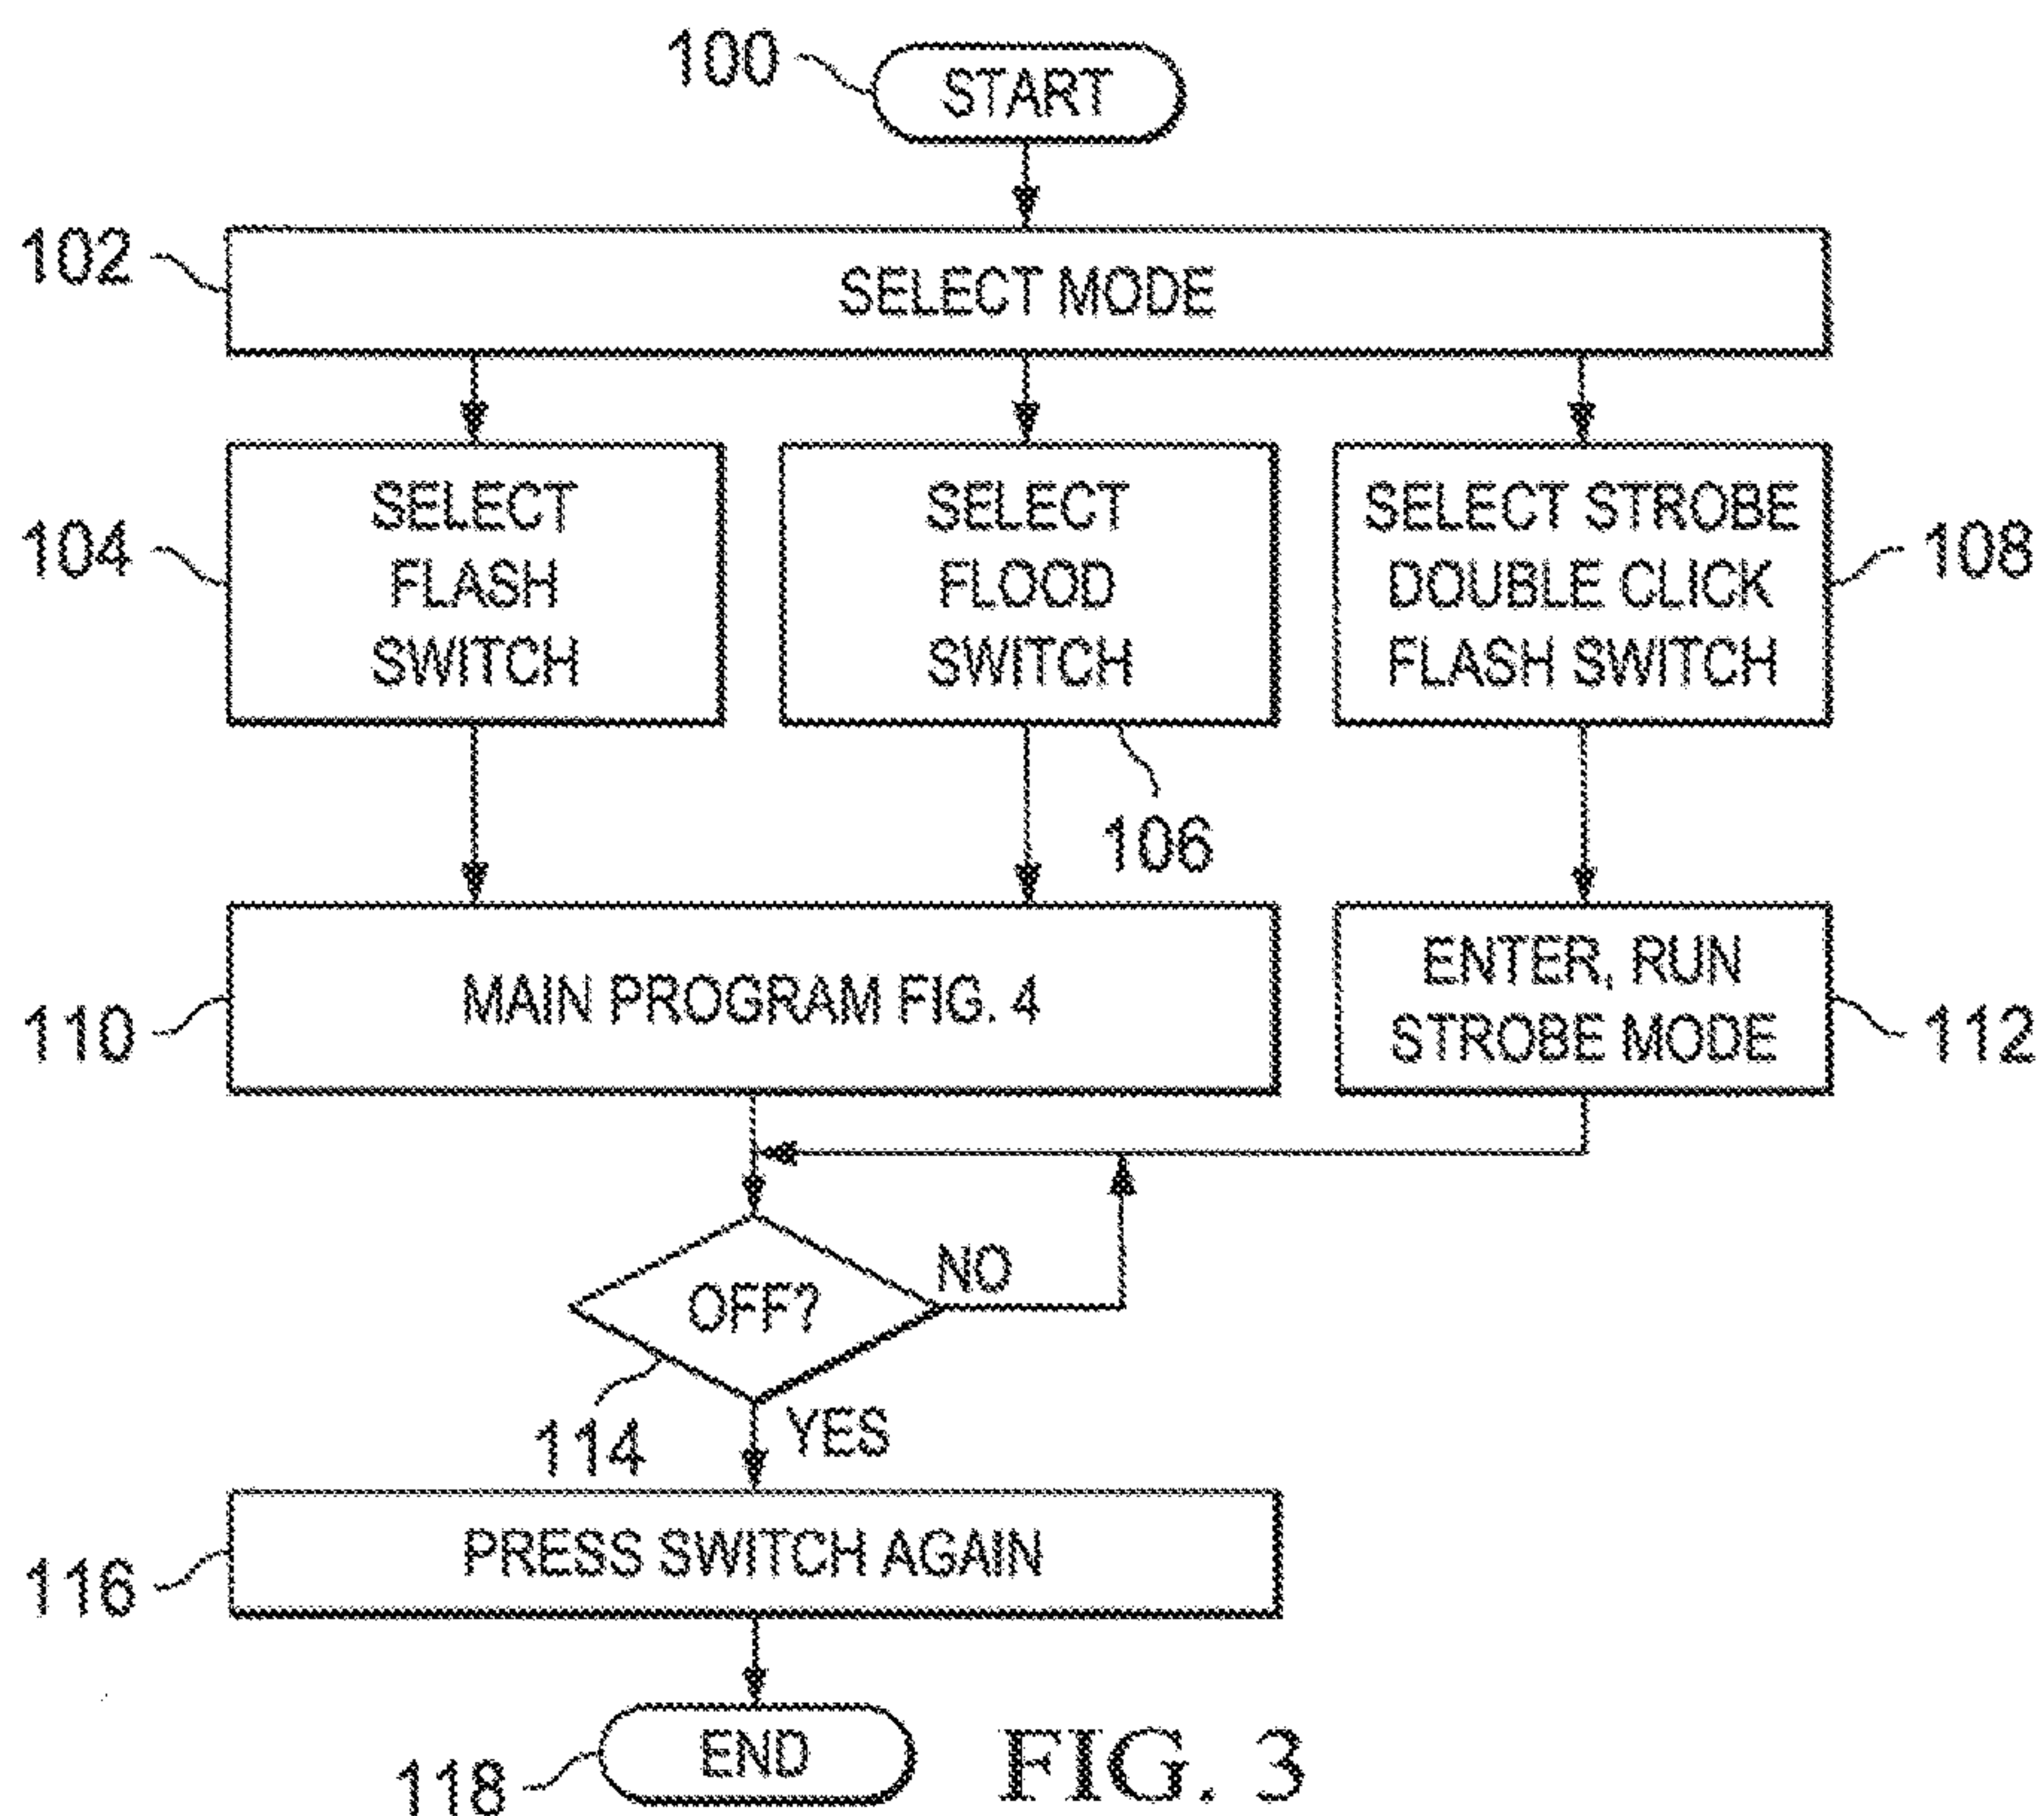 100
START
102
SELECT MODE
104
SELECT
FLASH
SWITCH
SELECT
FLOOD
SWITCH
106
SELECT STROBE
DOUBLE CLICK
FLASH SWITCH
108
110
MAIN PROGRAM FIG. 4
ENTER, RUN
STROBE MODE
112
OFF?
NO
114
YES
116
PRESS SWITCH AGAIN
118
END
FIG. 3